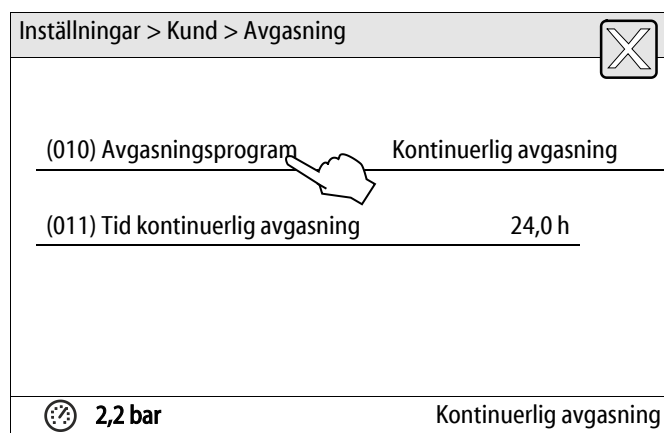 Inställningar > Kund > Avgasning
(010) Avgasningsprogram Kontinuerlig avgasning
(011) Tid kontinuerlig avgasning 24,0 h
2,2 bar Kontinuerlig avgasning